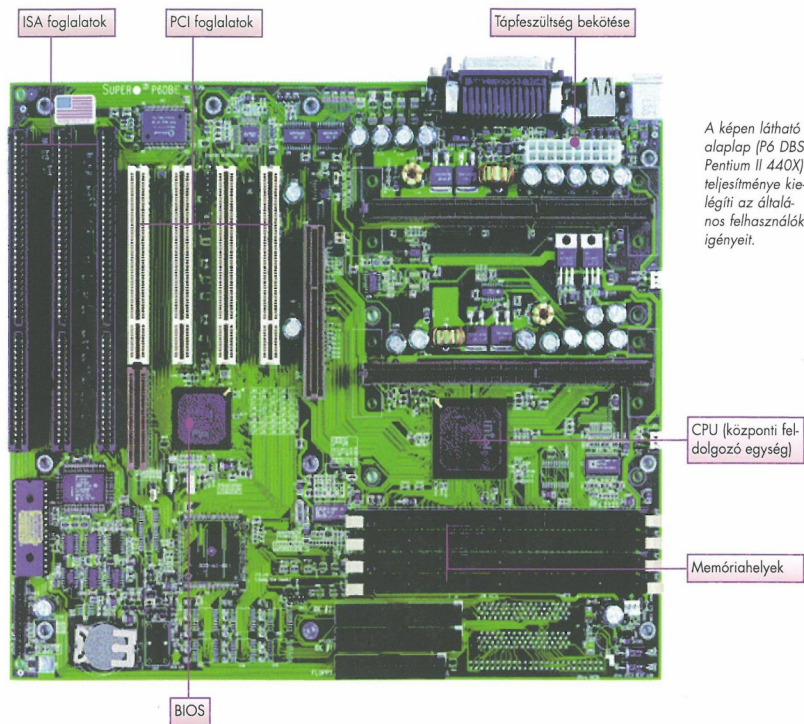 ISA foglalatok
PCI foglalatok
Tápfeszültség bekötése
SUPER P6DBE
A képen látható
alaplap (P6 DBS
Pentium II 440X)
teljesítménye kie-
légíti az általá-
nos felhasználók
igényeit.
CPU (központi fel-
dolgozó egység)
intel
Memóriahelyek
FLOPPY
BIOS